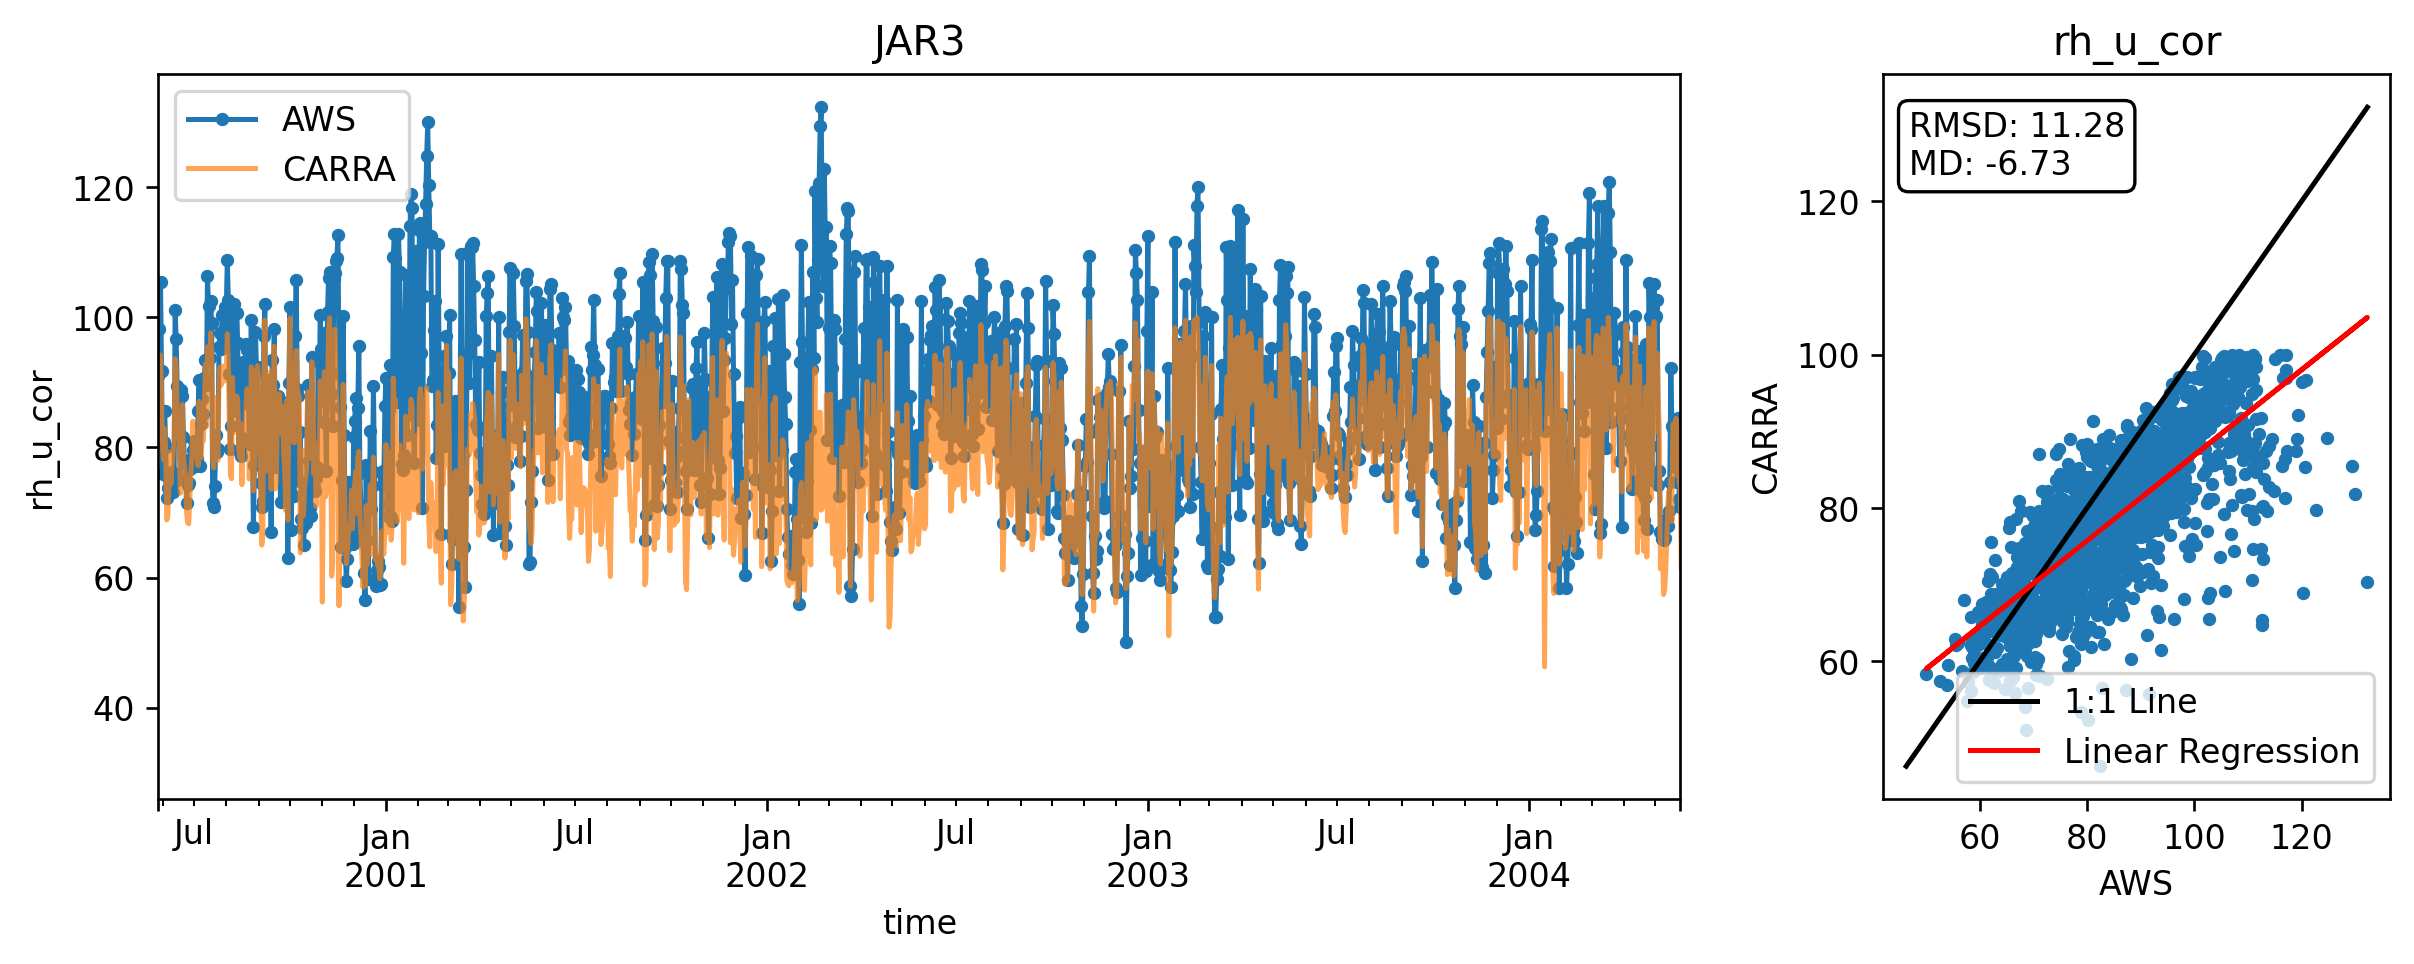 JAR3
AWS
CARRA
rh_u_cor
120
100
80
60
40
Jul
Jan
2001
Jul
Jan
2002
Jul
Jan
2003
Jul
Jan
2004
time
rh_u_cor
RMSD: 11.28
MD: -6.73
CARRA
120
100
80
60
1:1 Line
Linear Regression
60 80 100 120
AWS